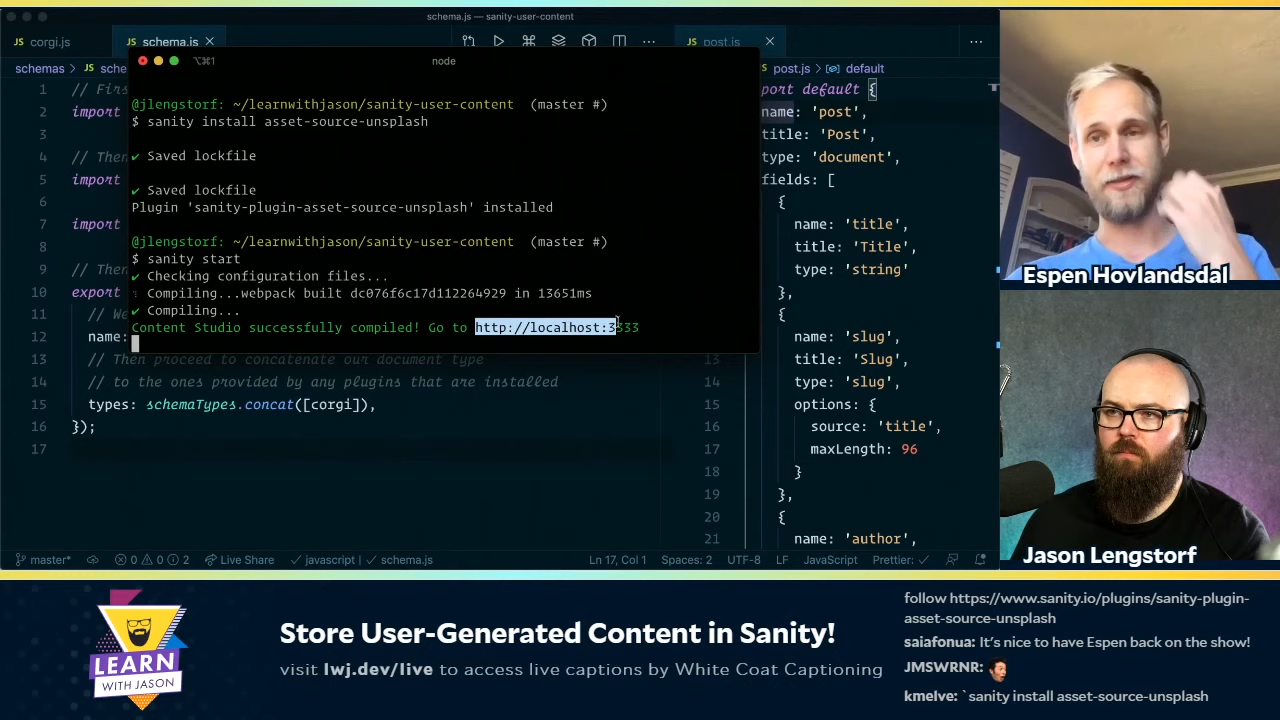 schema.js — sanity-user-content
JS corgi.js
JS schema.js
JS post.js
schemas > JS sche
post.js > default
⌥⌘1
node
@jlengstorf: ~/learnwithjason/sanity-user-content (master #)
$ sanity install asset-source-unsplash
✔ Saved lockfile
✔ Saved lockfile
Plugin 'sanity-plugin-asset-source-unsplash' installed
@jlengstorf: ~/learnwithjason/sanity-user-content (master #)
$ sanity start
✔ Checking configuration files...
Compiling...webpack built dc076f6c17d112264929 in 13651ms
✔ Compiling...
Content Studio successfully compiled! Go to http://localhost:3333
1 // Firs
2 import
3
4 // Then
5 import
6
7 import
8
9 // Then
10 export
11 // We
12 name:
13 // Then proceed to concatenate our document type
14 // to the ones provided by any plugins that are installed
15 types: schemaTypes.concat([corgi]),
16 });
17
port default {
name: 'post',
title: 'Post',
type: 'document',
fields: [
{
name: 'title',
title: 'Title',
type: 'string'
},
{
name: 'slug',
13 title: 'Slug',
14 type: 'slug',
15 options: {
16 source: 'title',
17 maxLength: 96
18 }
19 },
20 {
21 name: 'author',
master* 0 0 2 Live Share javascript | schema.js Ln 17, Col 1 Spaces: 2 UTF-8 LF JavaScript Prettier:
Espen Hovlandsdal
Jason Lengstorf
LEARN
WITH JASON
Store User-Generated Content in Sanity!
visit lwj.dev/live to access live captions by White Coat Captioning
follow https://www.sanity.io/plugins/sanity-plugin-
asset-source-unsplash
saiafonua: It's nice to have Espen back on the show!
JMSWRNR:
kmelve: `sanity install asset-source-unsplash